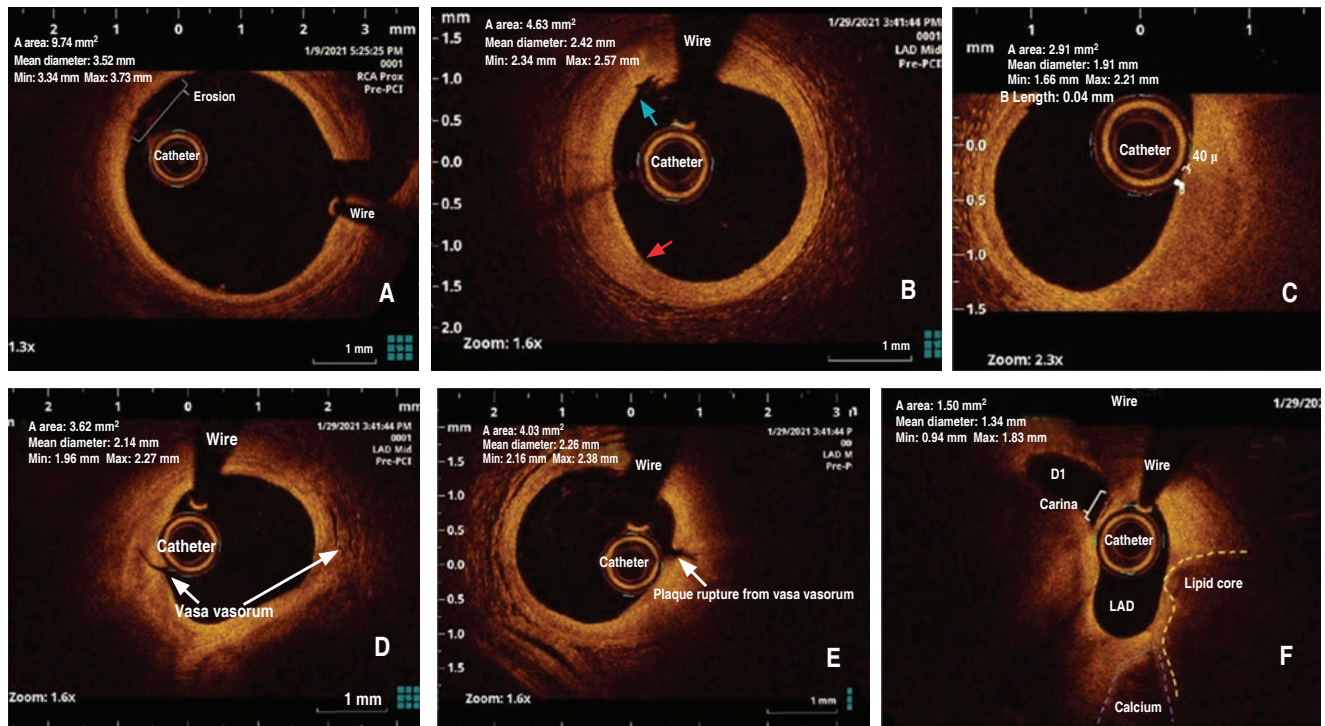 2 1 0 1 2 3 mm
A area: 9.74 mm²
Mean diameter: 3.52 mm
Min: 3.34 mm Max: 3.73 mm
1/9/2021 5:25:25 PM
0001
RCA Prox
Pre-PCI
Erosion
Catheter
Wire
A
1.3x
1 mm
mm
A area: 4.63 mm²
Mean diameter: 2.42 mm
Min: 2.34 mm Max: 2.57 mm
Wire
1/29/2021 3:41:44 PM
0001
LAD Mid
Pre-PCI
1.5
1.0
0.5
0.0
0.5
1.0
1.5
2.0
Catheter
B
Zoom: 1.6x
1 mm
1 0 1
mm
A area: 2.91 mm²
Mean diameter: 1.91 mm
Min: 1.66 mm Max: 2.21 mm
B Length: 0.04 mm
0.0
0.5
1.0
1.5
Catheter
40 µ
C
Zoom: 2.3x
2 1 0 1 2 mm
A area: 3.62 mm²
Mean diameter: 2.14 mm
Min: 1.96 mm Max: 2.27 mm
Wire
1/29/2021 3:41:44 PM
0001
LAD Mid
Pre-PCI
Catheter
Vasa vasorum
D
Zoom: 1.6x
1 mm
mm 1 0 1 2 3
A area: 4.03 mm²
Mean diameter: 2.26 mm
Min: 2.16 mm Max: 2.38 mm
Wire
1/29/2021 3:41:44 P
00
LAD M
Pre-P
1.5
1.0
0.5
0.0
0.5
1.0
Catheter
Plaque rupture from vasa vasorum
E
Zoom: 1.6x
1 mm
A area: 1.50 mm²
Mean diameter: 1.34 mm
Min: 0.94 mm Max: 1.83 mm
Wire
1/29/202
D1
Wire
Carina
Catheter
Lipid core
LAD
F
Calcium